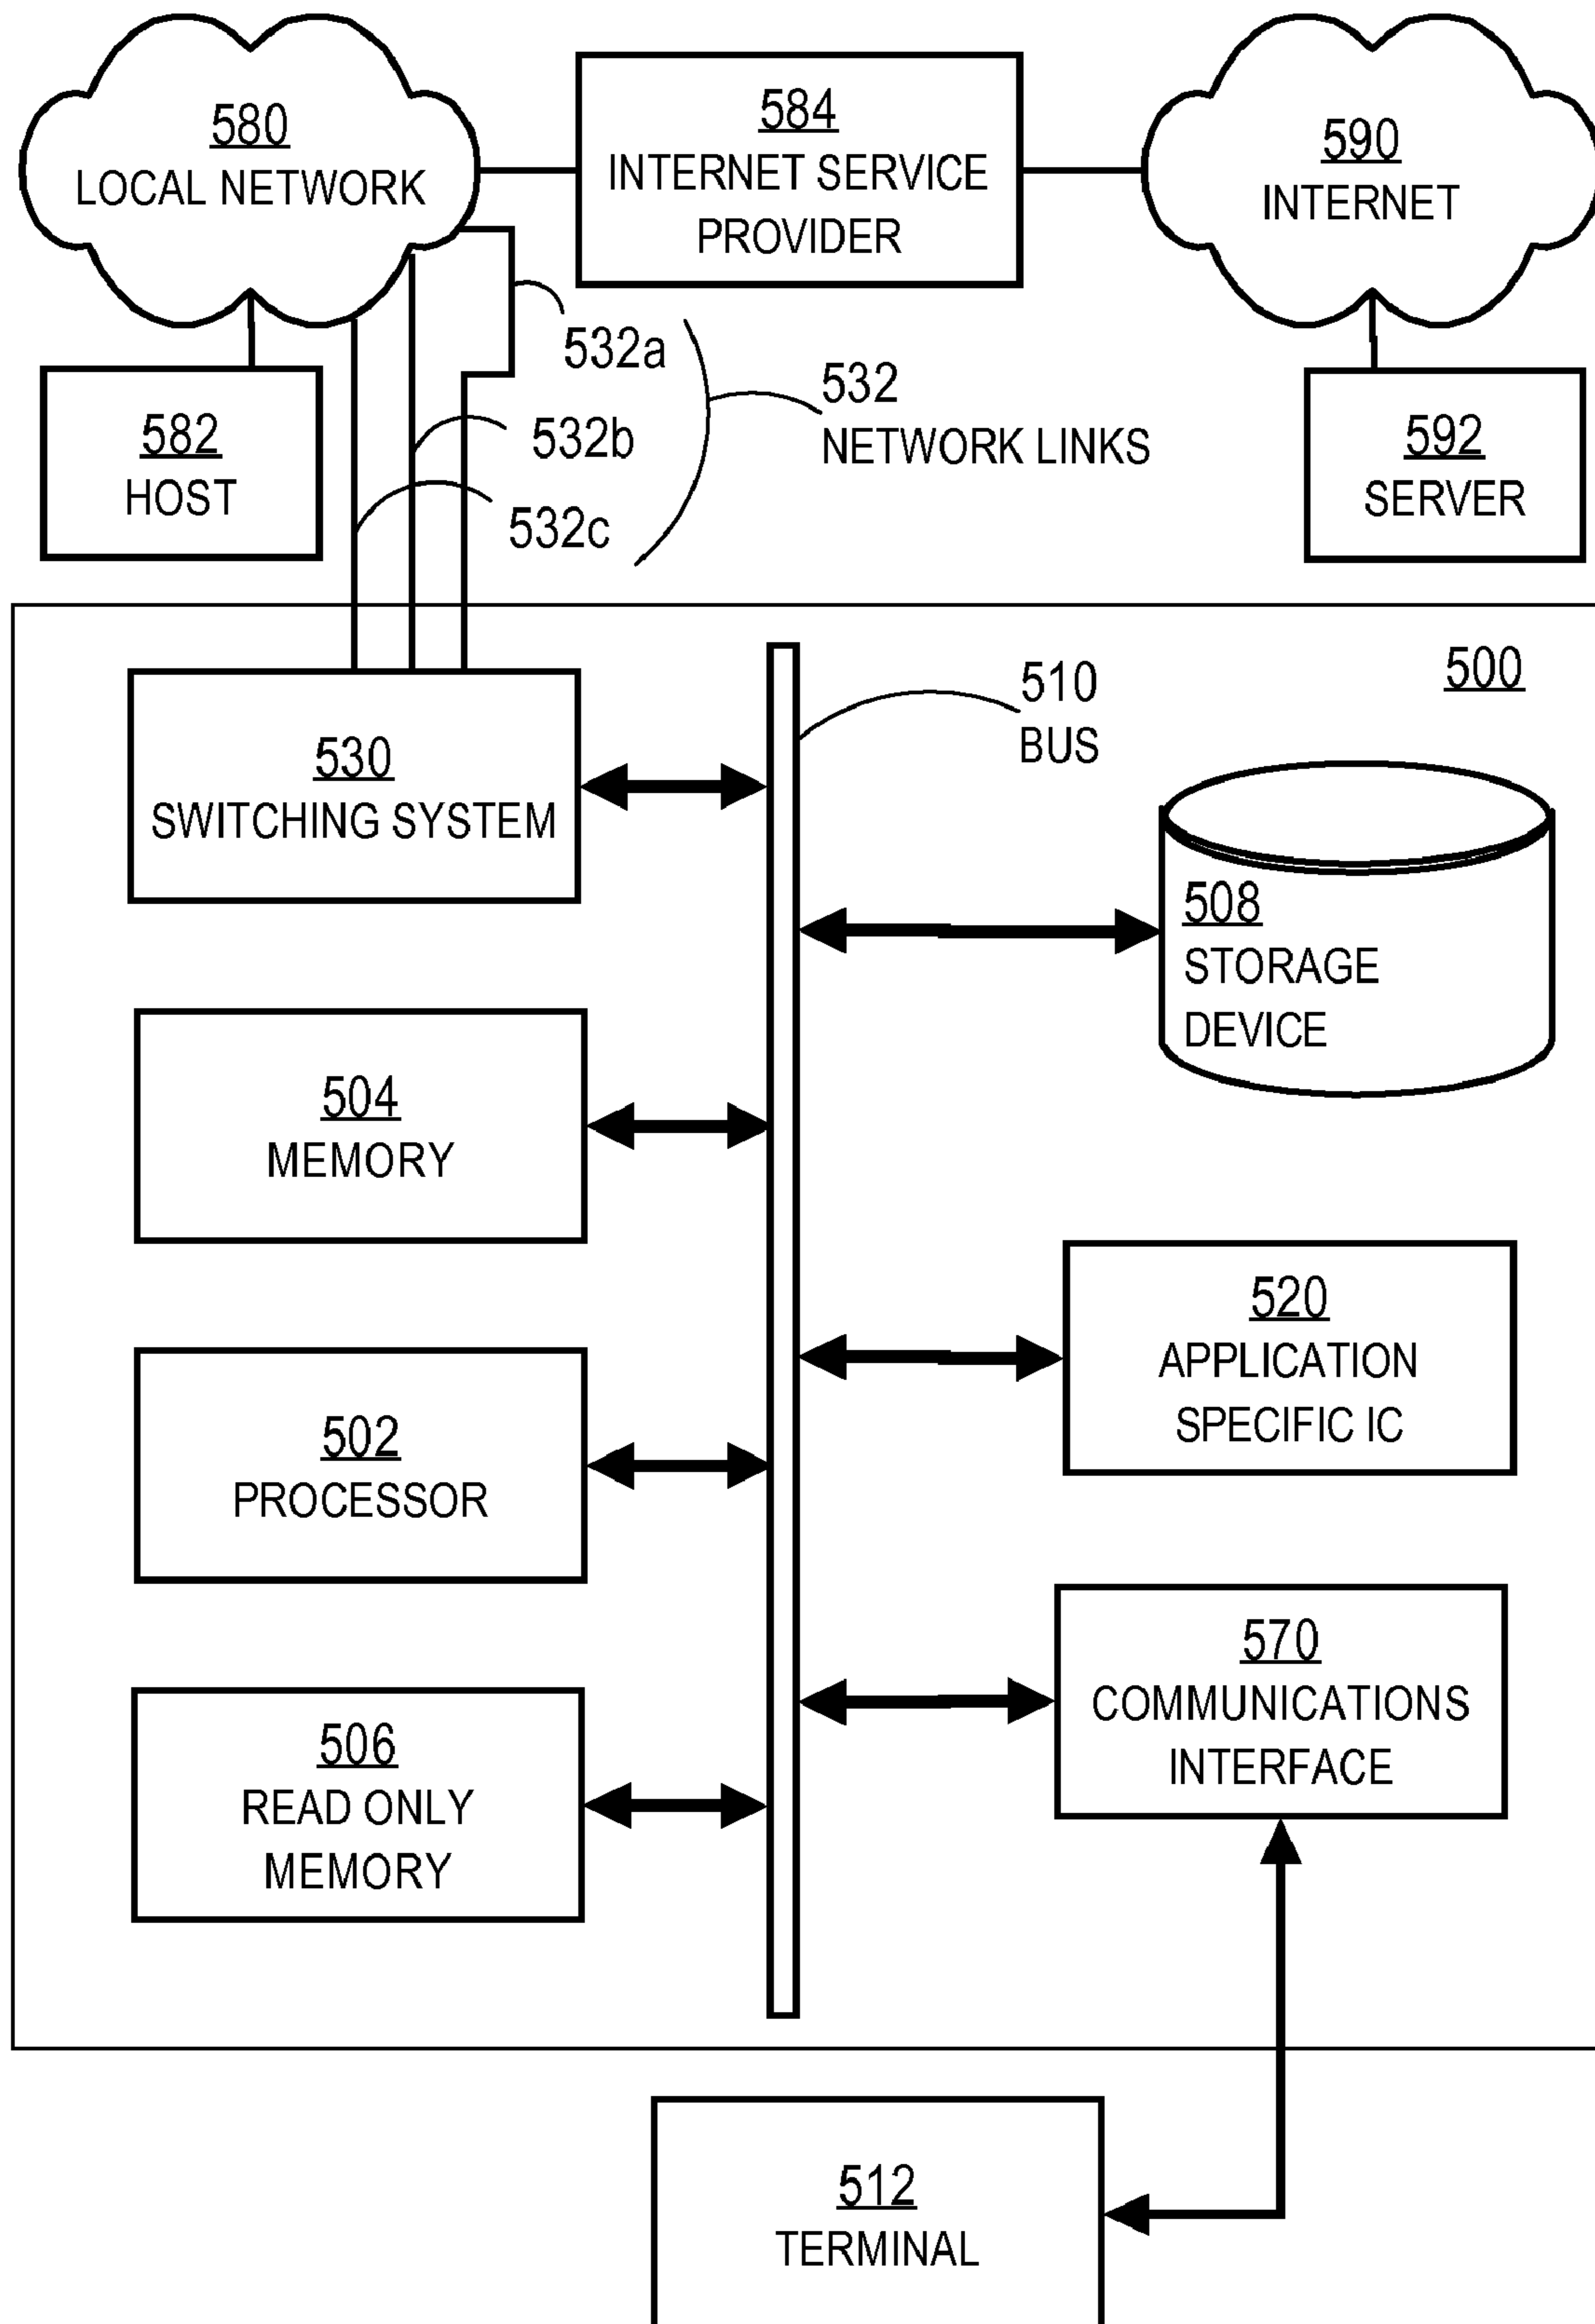 580
LOCAL NETWORK
584
INTERNET SERVICE
PROVIDER
590
INTERNET
532a
532b
532c
532
NETWORK LINKS
582
HOST
592
SERVER
500
510
BUS
530
SWITCHING SYSTEM
508
STORAGE
DEVICE
504
MEMORY
520
APPLICATION
SPECIFIC IC
502
PROCESSOR
570
COMMUNICATIONS
INTERFACE
506
READ ONLY
MEMORY
512
TERMINAL